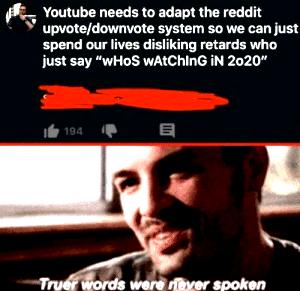 Youtube needs to adapt the reddit
upvote/downvote system so we can just
spend our lives disliking retards who
just say “wHoS wAtChInG iN 2o20”
194
Truer words were never spoken